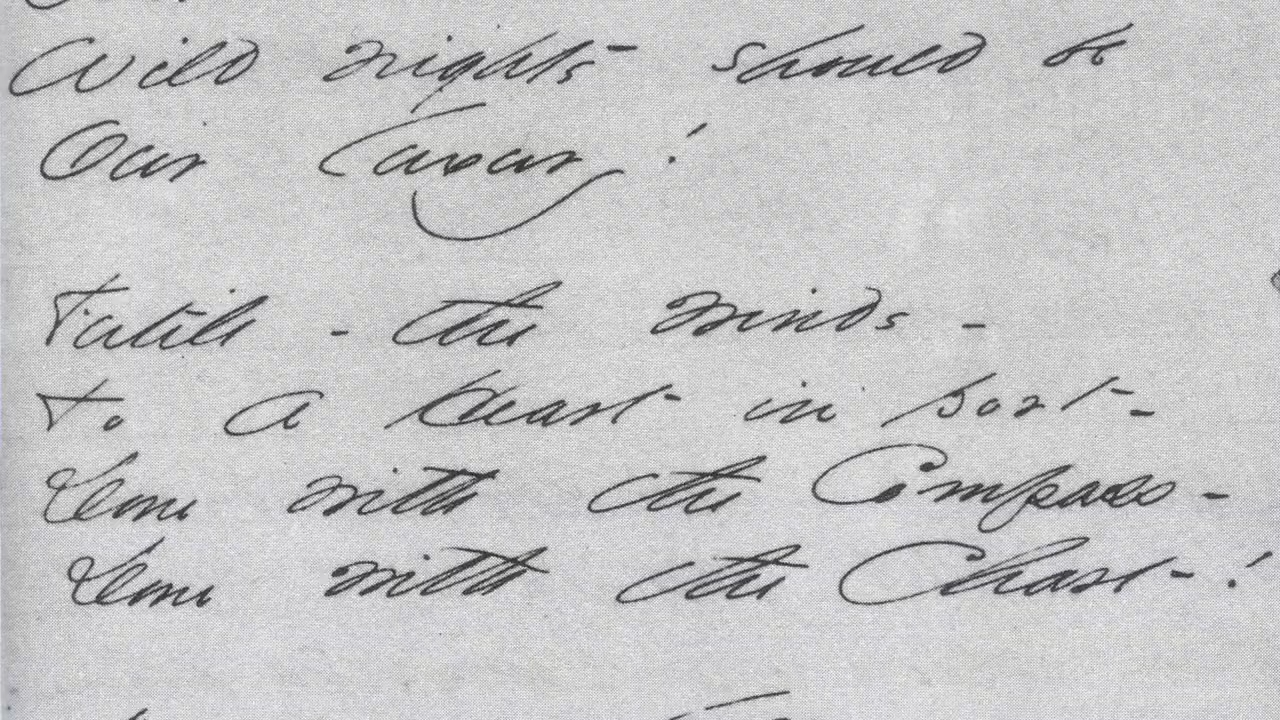 Wild nights should be
Our Luxury!
Futile - the winds -
To a Heart in port -
Done with the Compass -
Done with the Chart - !